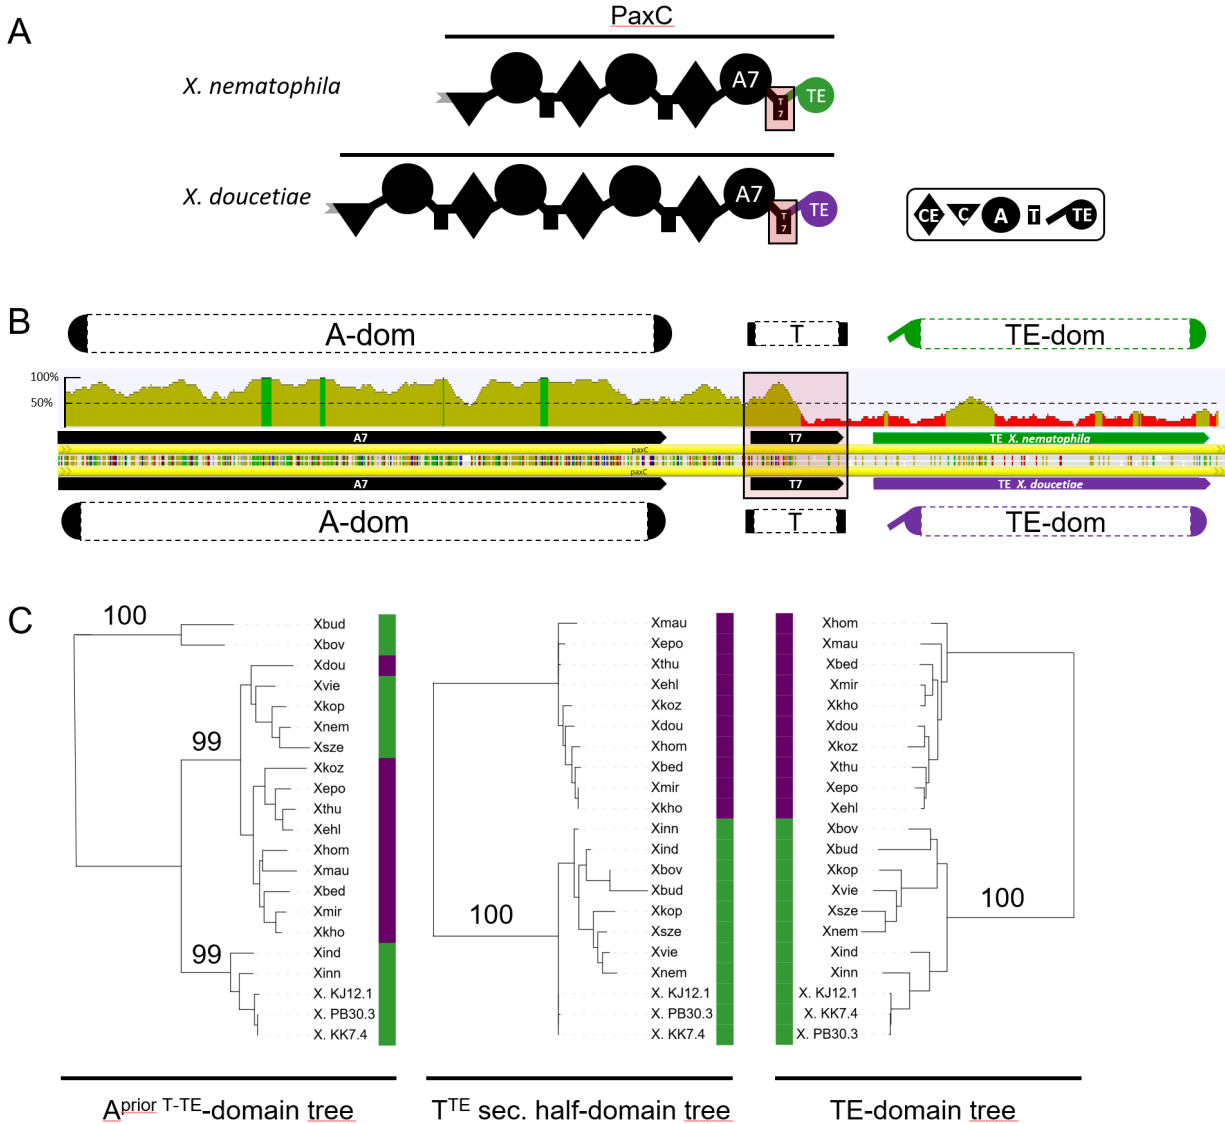 A
PaxC
X. nematophila
A7
T
7
TE
X. doucetiae
A7
T
7
TE
CE C A T TE
B
A-dom T TE-dom
100%
50%
A7 T7 TE X. nematophila
paxC
paxC
A7 T7 TE X. doucetiae
A-dom T TE-dom
C
100
99
99
Xbud
Xbov
Xdou
Xvie
Xkop
Xnem
Xsze
Xkoz
Xepo
Xthu
Xehl
Xhom
Xmau
Xbed
Xmir
Xkho
Xind
Xinn
X. KJ12.1
X. PB30.3
X. KK7.4
Aprior T-TE-domain tree
100
Xmau
Xepo
Xthu
Xehl
Xkoz
Xdou
Xhom
Xbed
Xmir
Xkho
Xinn
Xind
Xbov
Xbud
Xkop
Xsze
Xvie
Xnem
X. KJ12.1
X. PB30.3
X. KK7.4
TTE sec. half-domain tree
100
Xhom
Xmau
Xbed
Xmir
Xkho
Xdou
Xkoz
Xthu
Xepo
Xehl
Xbov
Xbud
Xkop
Xvie
Xsze
Xnem
Xind
Xinn
X. KJ12.1
X. KK7.4
X. PB30.3
TE-domain tree